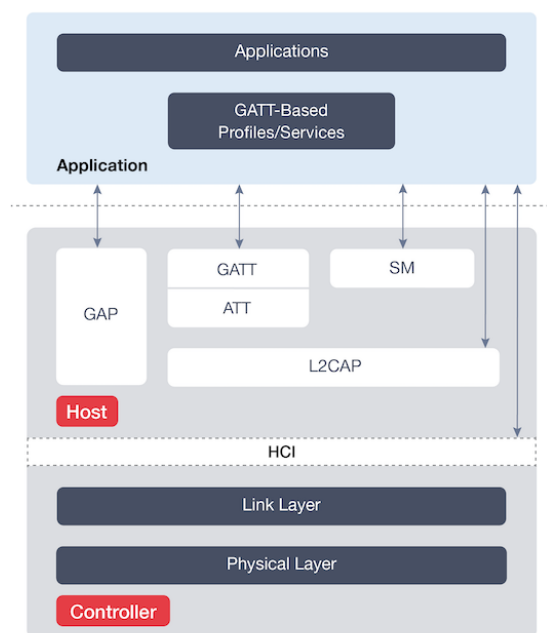 Applications
GATT-Based
Profiles/Services
Application
GAP
GATT
ATT
SM
L2CAP
Host
HCI
Link Layer
Physical Layer
Controller